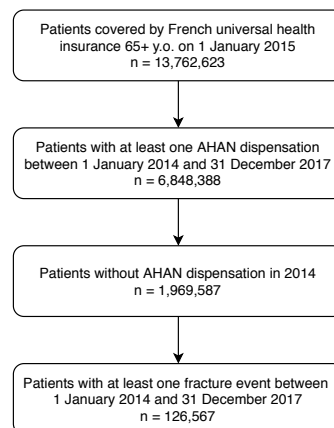 Patients covered by French universal health
insurance 65+ y.o. on 1 January 2015
n = 13,762,623
Patients with at least one AHAN dispensation
between 1 January 2014 and 31 December 2017
n = 6,848,388
Patients without AHAN dispensation in 2014
n = 1,969,587
Patients with at least one fracture event between
1 January 2014 and 31 December 2017
n = 126,567